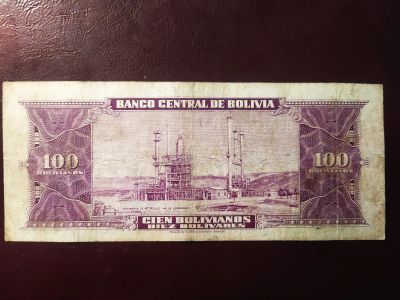 BANCO CENTRAL DE BOLIVIA
100
BOLIVIANOS
100
BOLIVIANOS
CIEN BOLIVIANOS
DIEZ BOLIVARES